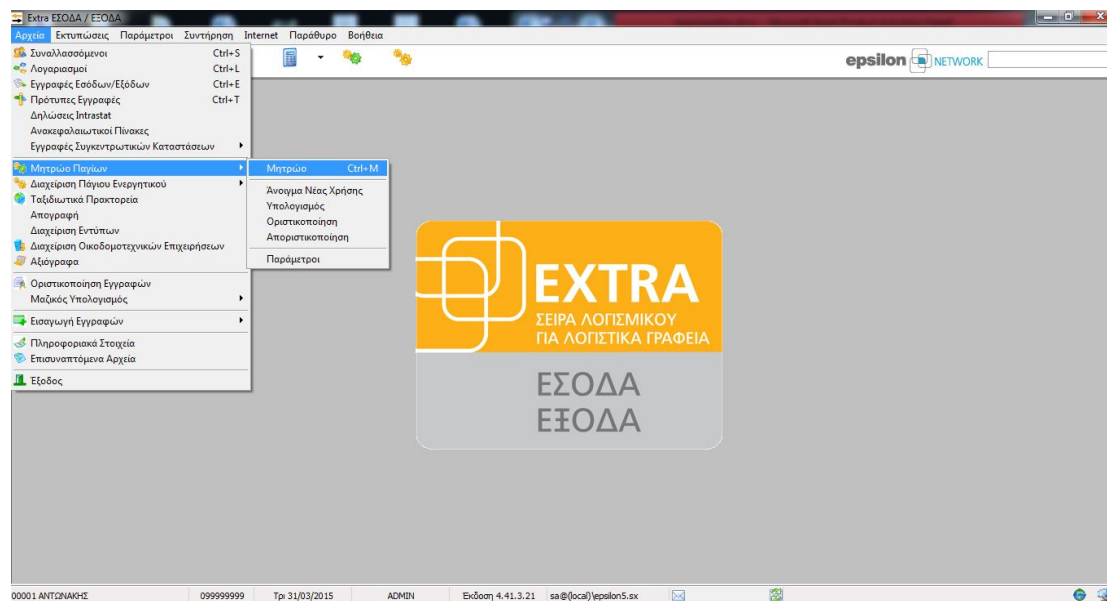 Extra ΕΣΟΔΑ / ΕΞΟΔΑ
Αρχεία Εκτυπώσεις Παράμετροι Συντήρηση Internet Παράθυρο Βοήθεια
Συναλλασσόμενοι Ctrl+S
Λογαριασμοί Ctrl+L
epsilon NETWORK
Εγγραφές Εσόδων/Εξόδων Ctrl+E
Πρότυπες Εγγραφές Ctrl+T
Δηλώσεις Intrastat
Ανακεφαλαιωτικοί Πίνακες
Εγγραφές Συγκεντρωτικών Καταστάσεων
Μητρώο Παγίων
Διαχείριση Πάγιου Ενεργητικού
Ταξιδιωτικά Πρακτορεία
Απογραφή
Διαχείριση Εντύπων
Διαχείριση Οικοδομοτεχνικών Επιχειρήσεων
Αξιόγραφα
Οριστικοποίηση Εγγραφών
Μαζικός Υπολογισμός
Εισαγωγή Εγγραφών
Πληροφοριακά Στοιχεία
Επισυναπτόμενα Αρχεία
Έξοδος
Μητρώο Ctrl+M
Άνοιγμα Νέας Χρήσης
Υπολογισμός
Οριστικοποίηση
Αποριστικοποίηση
Παράμετροι
EXTRA
ΣΕΙΡΑ ΛΟΓΙΣΜΙΚΟΥ
ΓΙΑ ΛΟΓΙΣΤΙΚΑ ΓΡΑΦΕΙΑ
ΕΣΟΔΑ
ΕΞΟΔΑ
00001 ΑΝΤΩΝΑΚΗΣ 099999999 Τρι 31/03/2015 ADMIN Έκδοση 4.41.3.21 sa@(local)\epsilon5.sx